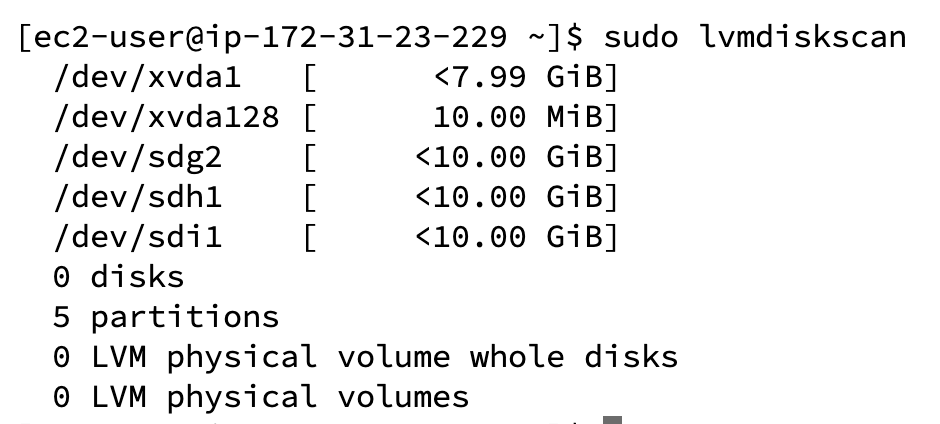 [ec2-user@ip-172-31-23-229 ~]$ sudo lvmdiskscan
  /dev/xvda1   [      <7.99 GiB]
  /dev/xvda128 [      10.00 MiB]
  /dev/sdg2    [     <10.00 GiB]
  /dev/sdh1    [     <10.00 GiB]
  /dev/sdi1    [     <10.00 GiB]
  0 disks
  5 partitions
  0 LVM physical volume whole disks
  0 LVM physical volumes